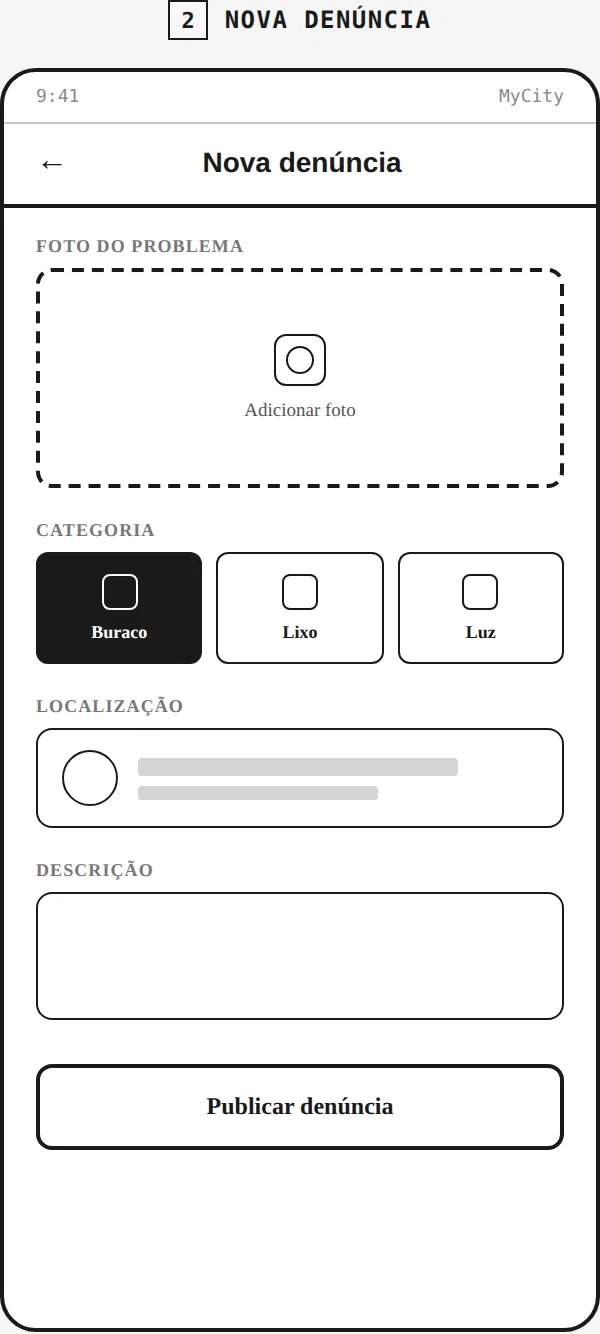 2 NOVA DENÚNCIA
9:41 MyCity
← Nova denúncia
FOTO DO PROBLEMA
Adicionar foto
CATEGORIA
Buraco Lixo Luz
LOCALIZAÇÃO
DESCRIÇÃO
Publicar denúncia